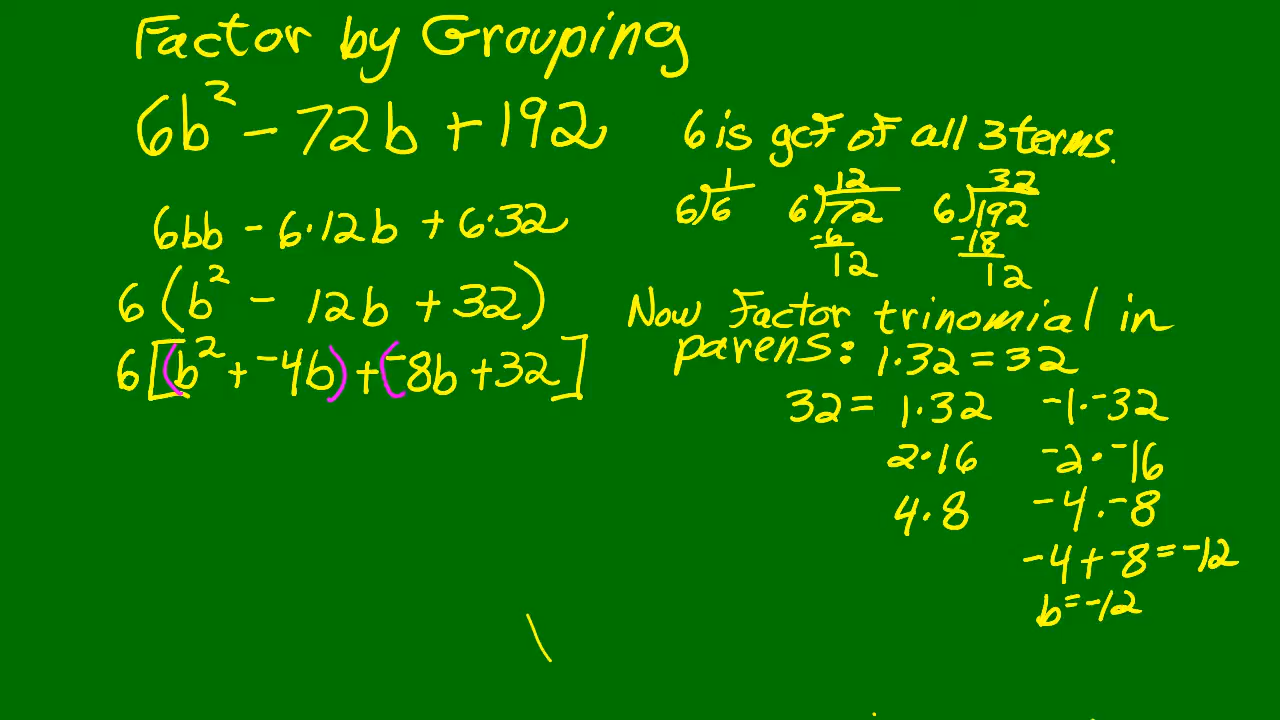 Factor by Grouping
6b² - 72b + 192
6 is gcf of all 3 terms.
6bb - 6·12b + 6·32
1
6)6
12
6)72
-6
12
32
6)192
-18
12
6(b² - 12b + 32)
Now Factor trinomial in
parens: 1·32 = 32
6[(b² + -4b) + (-8b + 32]
32 = 1·32 -1·-32
2·16 -2·-16
4·8 -4·-8
-4 + -8 = -12
b = -12